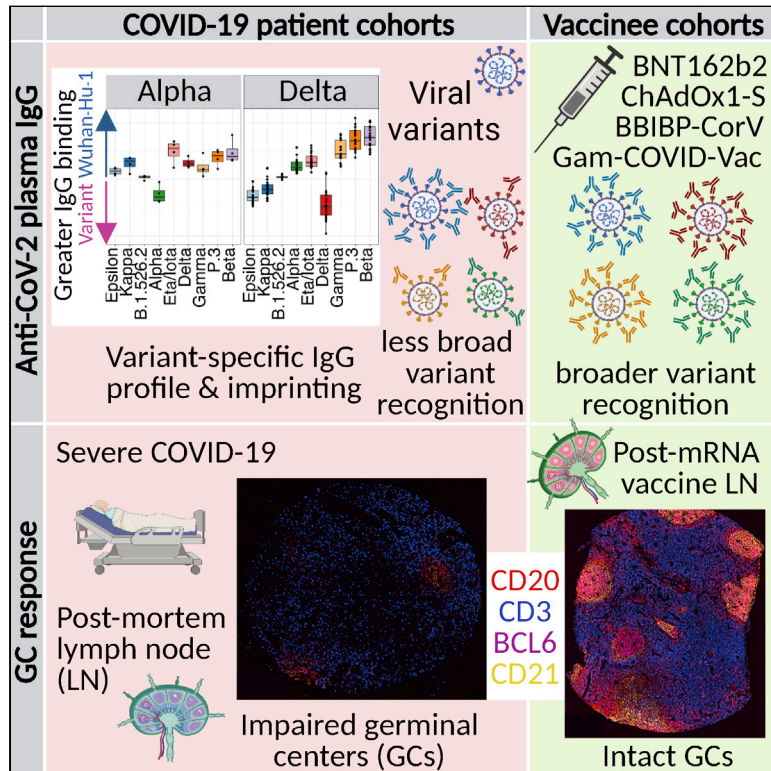 COVID-19 patient cohorts
Vaccinee cohorts
Anti-CoV-2 plasma IgG
Greater IgG binding
Variant Wuhan-Hu-1
Alpha
Delta
Epsilon
Kappa
B.1.526.2
Alpha
Eta/Iota
Delta
Gamma
P.3
Beta
Epsilon
Kappa
B.1.526.2
Alpha
Eta/Iota
Delta
Gamma
P.3
Beta
Variant-specific IgG
profile & imprinting
Viral
variants
less broad
variant
recognition
BNT162b2
ChAdOx1-S
BBIBP-CorV
Gam-COVID-Vac
broader variant
recognition
GC response
Severe COVID-19
Post-mortem
lymph node
(LN)
Impaired germinal
centers (GCs)
CD20
CD3
BCL6
CD21
Post-mRNA
vaccine LN
Intact GCs